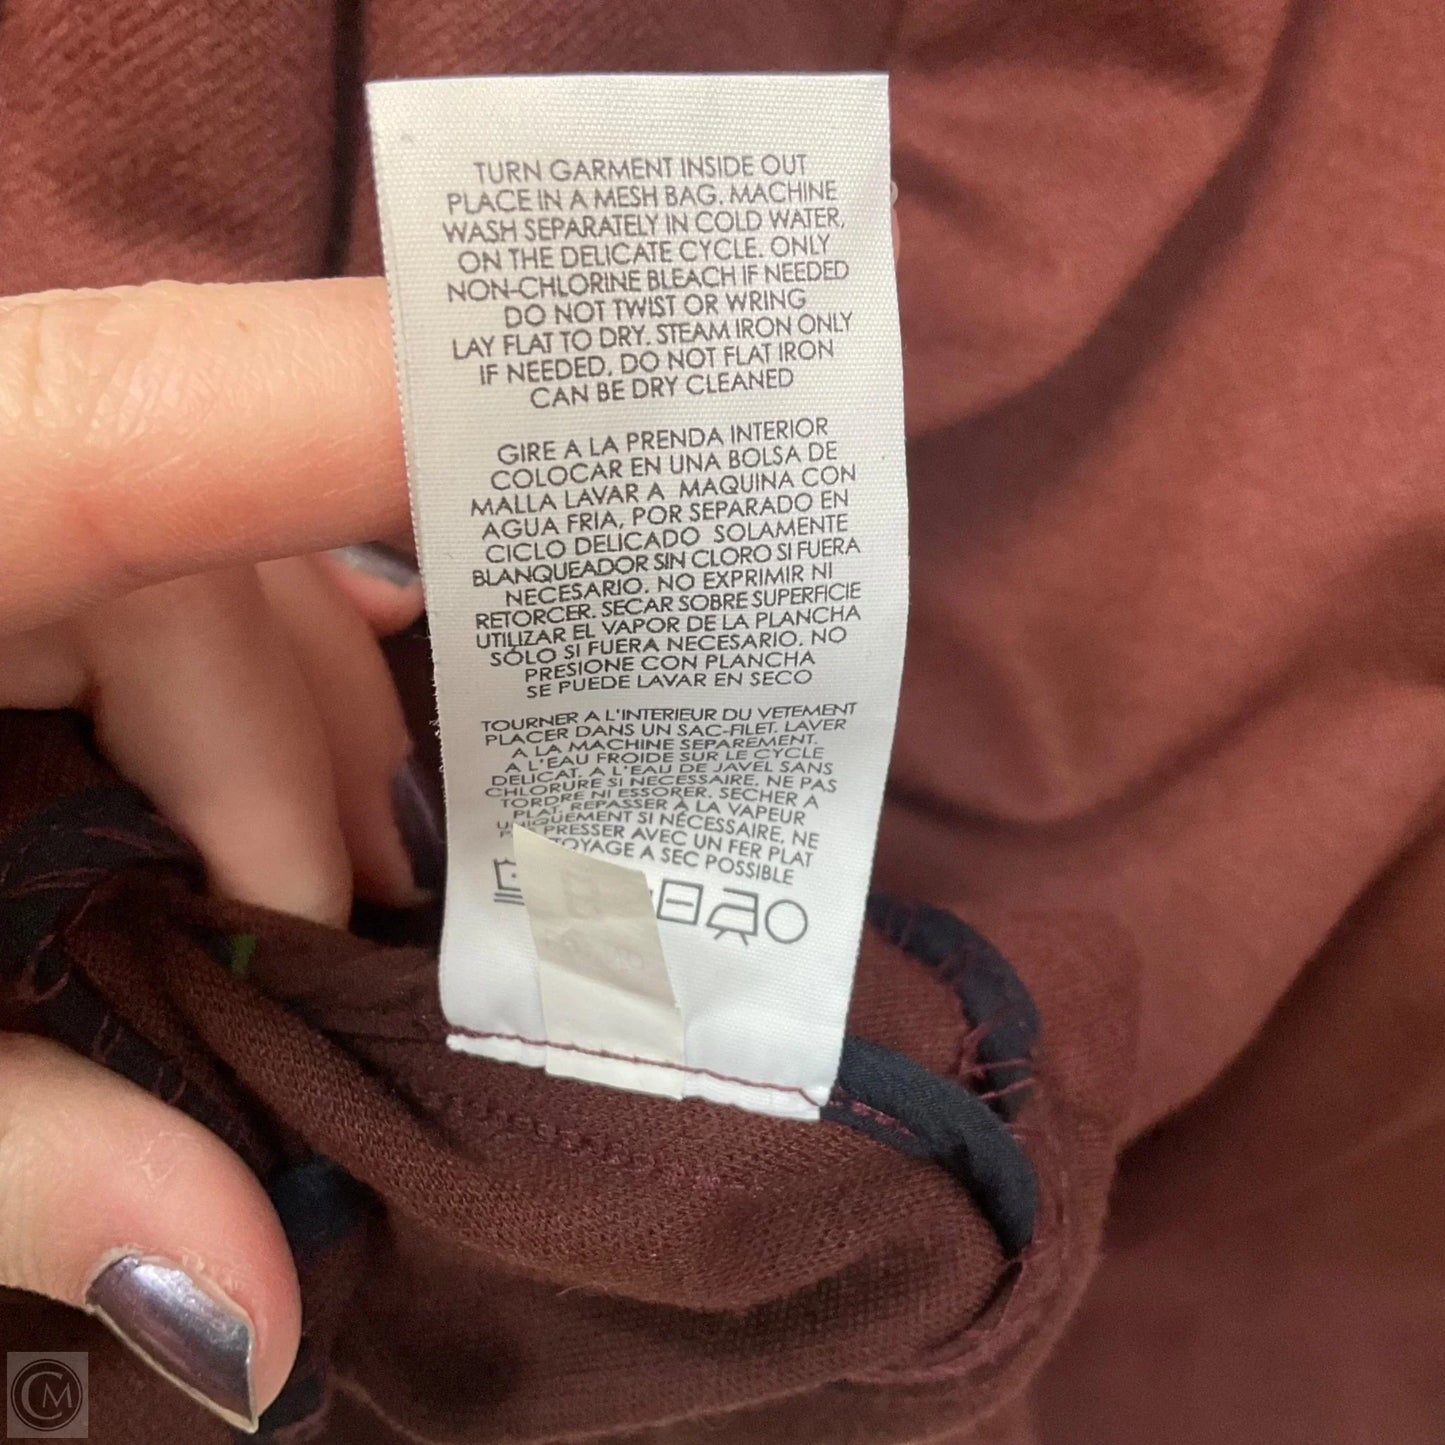 TURN GARMENT INSIDE OUT
PLACE IN A MESH BAG. MACHINE
WASH SEPARATELY IN COLD WATER,
ON THE DELICATE CYCLE. ONLY
NON-CHLORINE BLEACH IF NEEDED
DO NOT TWIST OR WRING
LAY FLAT TO DRY. STEAM IRON ONLY
IF NEEDED. DO NOT FLAT IRON
CAN BE DRY CLEANED
GIRE A LA PRENDA INTERIOR
COLOCAR EN UNA BOLSA DE
MALLA LAVAR A MAQUINA CON
AGUA FRIA, POR SEPARADO EN
CICLO DELICADO SOLAMENTE
BLANQUEADOR SIN CLORO SI FUERA
NECESARIO. NO EXPRIMIR NI
RETORCER. SECAR SOBRE SUPERFICIE
UTILIZAR EL VAPOR DE LA PLANCHA
SÓLO SI FUERA NECESARIO. NO
PRESIONE CON PLANCHA
SE PUEDE LAVAR EN SECO
TOURNER A L'INTERIEUR DU VETEMENT
PLACER DANS UN SAC-FILET. LAVER
A LA MACHINE SEPAREMENT.
A L'EAU FROIDE SUR LE CYCLE
DELICAT. A L'EAU DE JAVEL SANS
CHLORURE SI NECESSAIRE. NE PAS
TORDRE NI ESSORER. SECHER A
PLAT. REPASSER À LA VAPEUR
UNIQUEMENT SI NÉCESSAIRE, NE
PRESSER AVEC UN FER PLAT
A SEC POSSIBLE
CM